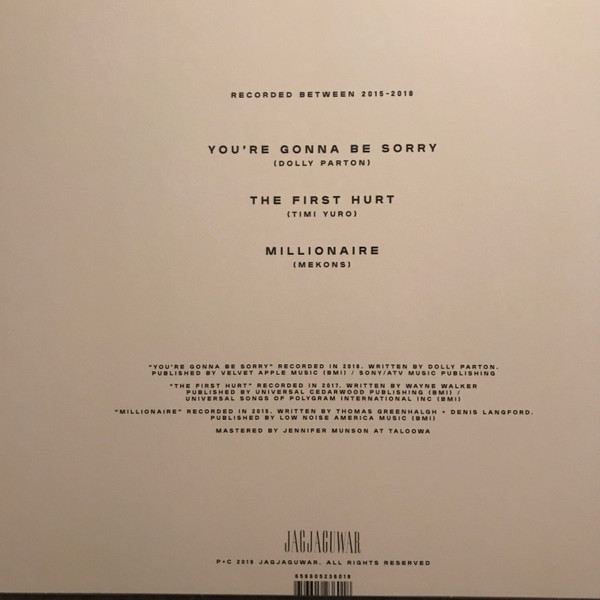 RECORDED BETWEEN 2015-2018
YOU'RE GONNA BE SORRY
(DOLLY PARTON)
THE FIRST HURT
(TIMI YURO)
MILLIONAIRE
(MEKONS)
"YOU'RE GONNA BE SORRY" RECORDED IN 2018. WRITTEN BY DOLLY PARTON.
PUBLISHED BY VELVET APPLE MUSIC (BMI) / SONY/ATV MUSIC PUBLISHING
"THE FIRST HURT" RECORDED IN 2017. WRITTEN BY WAYNE WALKER
PUBLISHED BY UNIVERSAL CEDARWOOD PUBLISHING (BMI) /
UNIVERSAL SONGS OF POLYGRAM INTERNATIONAL INC (BMI)
"MILLIONAIRE" RECORDED IN 2015. WRITTEN BY THOMAS GREENHALGH + DENIS LANGFORD.
PUBLISHED BY LOW NOISE AMERICA MUSIC (BMI)
MASTERED BY JENNIFER MUNSON AT TALOOWA
JAGJAGUWAR
P+C 2018 JAGJAGUWAR. ALL RIGHTS RESERVED